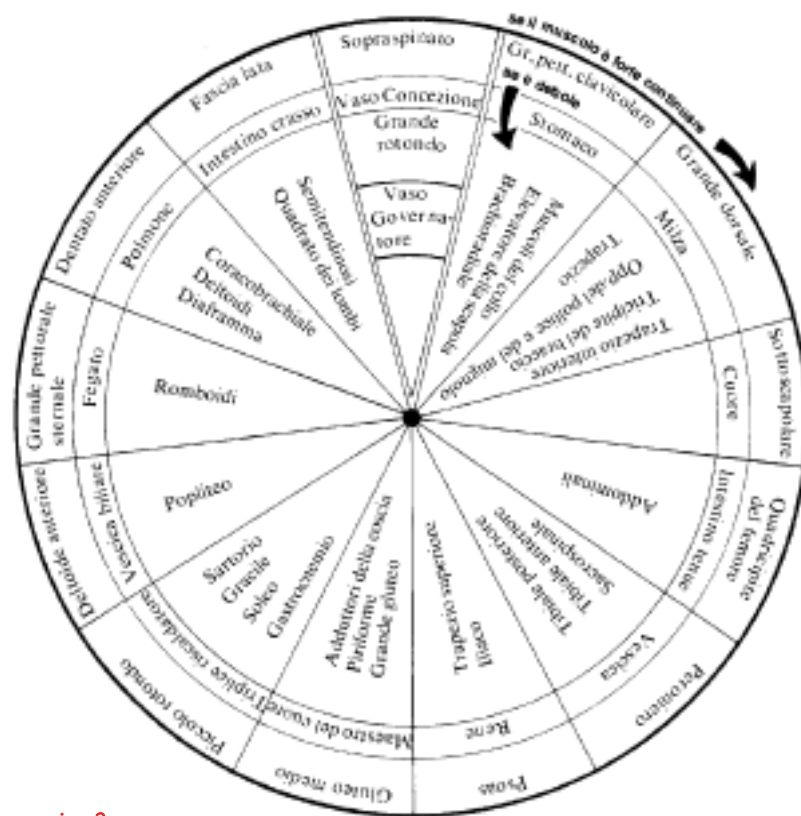 se il muscolo è forte continuare
se è debole
Sopraspinato
Vaso Concezione
Grande
rotondo
Vaso
Governa-
tore
Gr. pett. clavicolare
Stomaco
Muscoli del collo
Elevatore della scapola
Brachioradiale
Grande dorsale
Milza
Trapezio
Opp. del pollice e del mignolo
Tricipite del braccio
Trapezio inferiore
Sottoscapolare
Cuore
Quadricipite
del femore
Intestino tenue
Addominali
Peroniero
Vescica
Sacrospinale
Tibiale anteriore
Tibiale posteriore
Psoas
Rene
Iliaco
Trapezio superiore
Gluteo medio
Maestro del cuore
Adduttori della coscia
Piriforme
Grande gluteo
Piccolo rotondo
Triplice riscaldatore
Sartorio
Gracile
Soleo
Gastrocnemio
Deltoide anteriore
Vescica biliare
Popliteo
Grande pettorale
sternale
Fegato
Romboidi
Dentato anteriore
Polmone
Coracobrachiale
Deltoidi
Diaframma
Fascia lata
Intestino crasso
Semitendinosi
Quadrato dei lombi